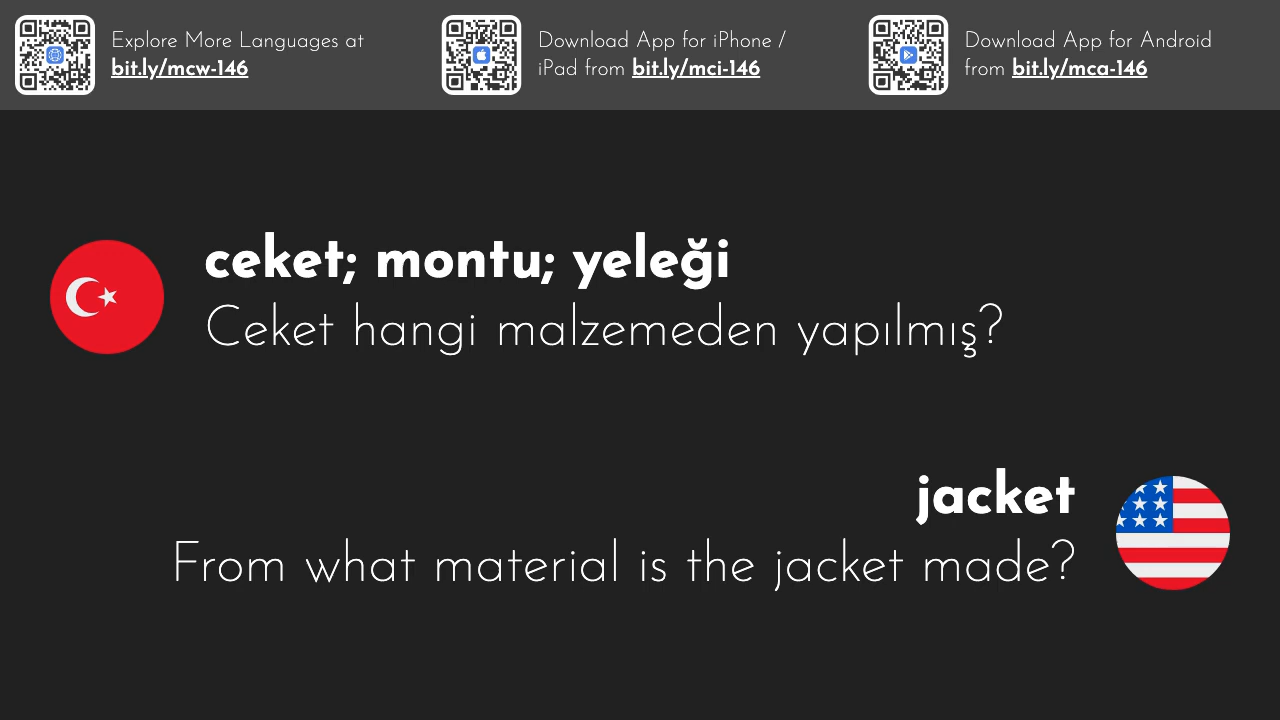 Explore More Languages at
bit.ly/mcw-146
Download App for iPhone /
iPad from bit.ly/mci-146
Download App for Android
from bit.ly/mca-146
ceket; montu; yeleği
Ceket hangi malzemeden yapılmış?
jacket
From what material is the jacket made?